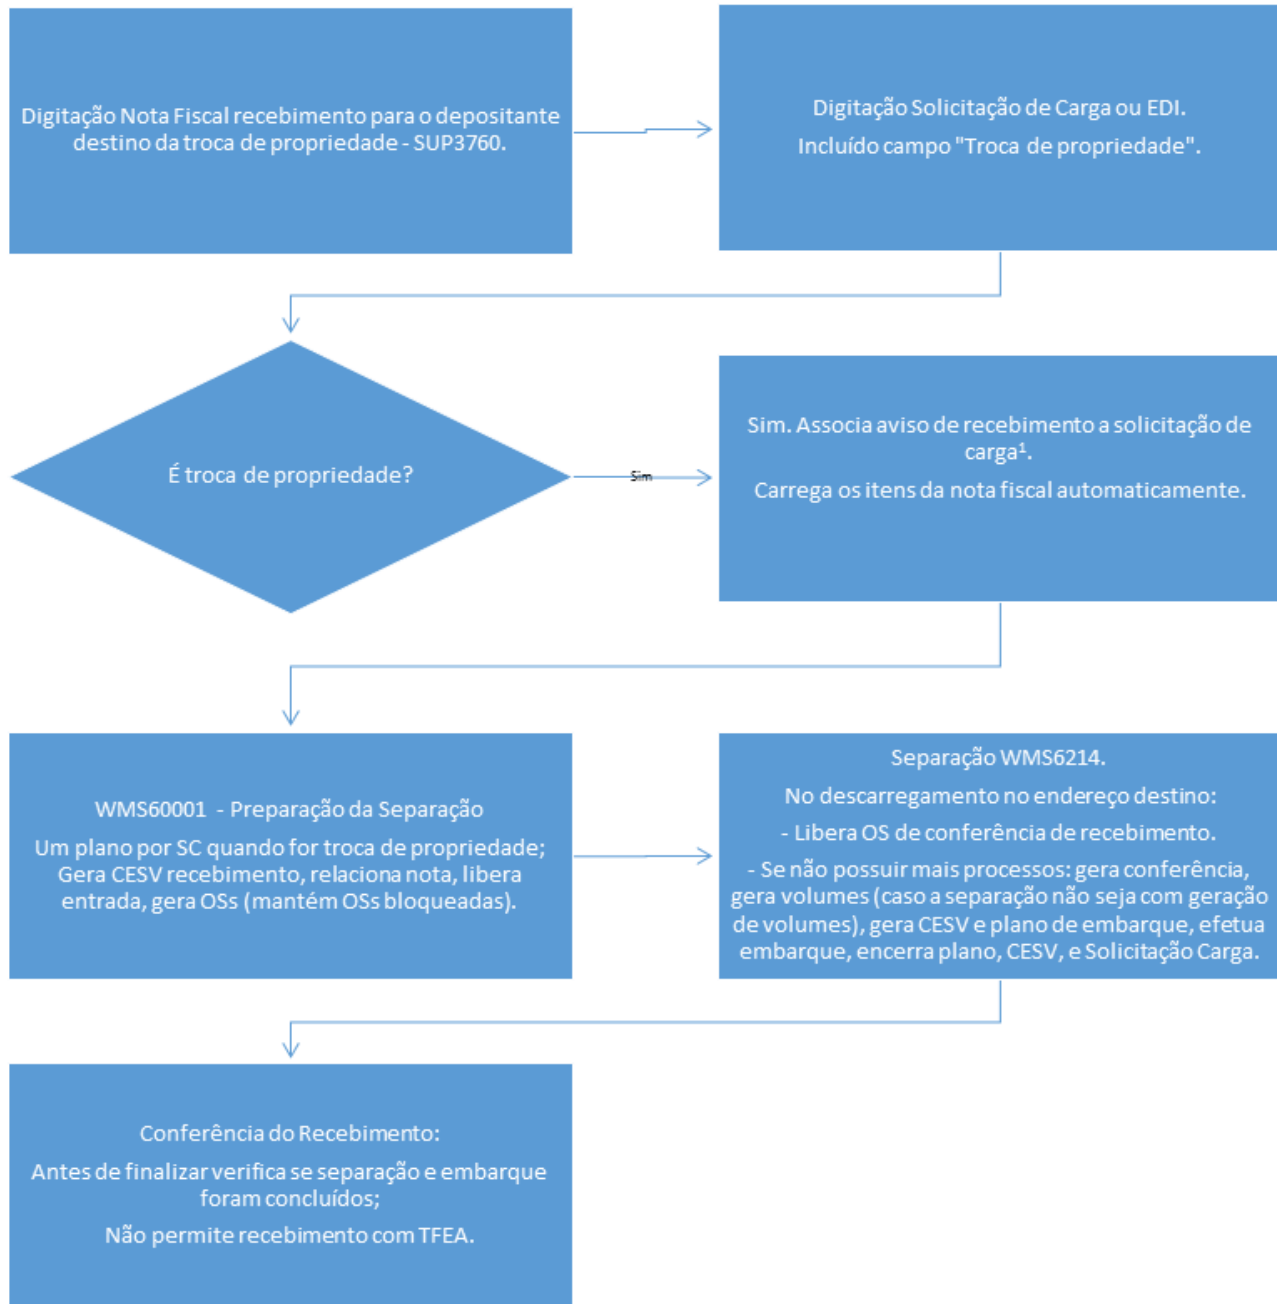 Digitação Nota Fiscal recebimento para o depositante
destino da troca de propriedade - SUP3760.
Digitação Solicitação de Carga ou EDI.
Incluído campo "Troca de propriedade".
É troca de propriedade?
Sim
Sim. Associa aviso de recebimento a solicitação de
carga¹.
Carrega os itens da nota fiscal automaticamente.
WMS60001 - Preparação da Separação
Um plano por SC quando for troca de propriedade;
Gera CESV recebimento, relaciona nota, libera
entrada, gera OSs (mantém OSs bloqueadas).
Separação WMS6214.
No descarregamento no endereço destino:
- Libera OS de conferência de recebimento.
- Se não possuir mais processos: gera conferência,
gera volumes (caso a separação não seja com geração
de volumes), gera CESV e plano de embarque, efetua
embarque, encerra plano, CESV, e Solicitação Carga.
Conferência do Recebimento:
Antes de finalizar verifica se separação e embarque
foram concluídos;
Não permite recebimento com TFEA.